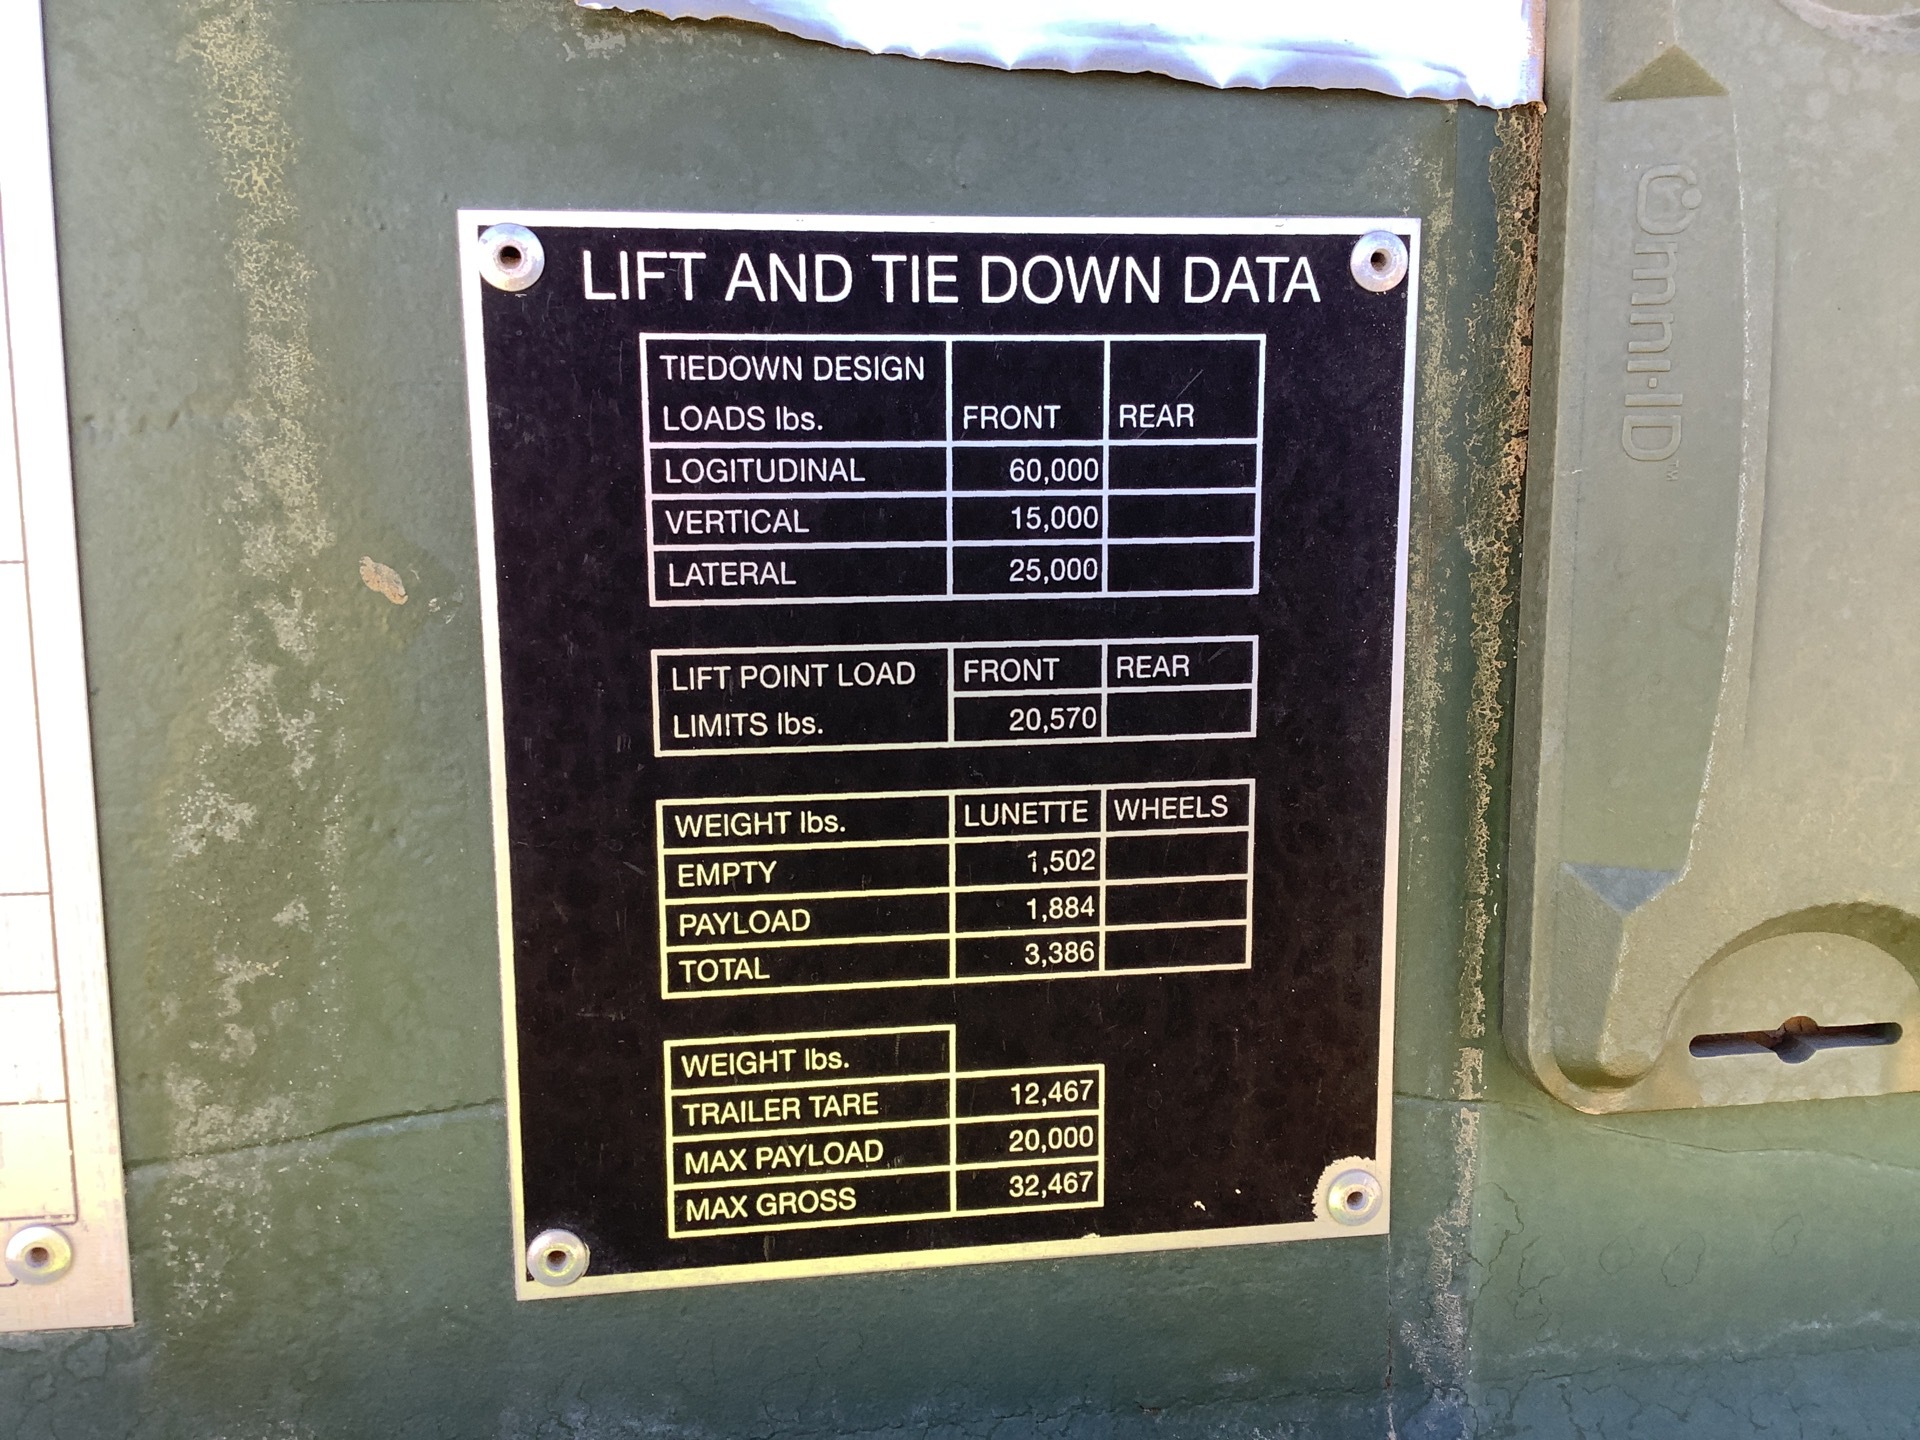 LIFT AND TIE DOWN DATA
TIEDOWN DESIGN
LOADS lbs. FRONT REAR
LOGITUDINAL 60,000
VERTICAL 15,000
LATERAL 25,000
LIFT POINT LOAD FRONT REAR
LIMITS lbs. 20,570
WEIGHT lbs. LUNETTE WHEELS
EMPTY 1,502
PAYLOAD 1,884
TOTAL 3,386
WEIGHT lbs.
TRAILER TARE 12,467
MAX PAYLOAD 20,000
MAX GROSS 32,467
Omni-ID™